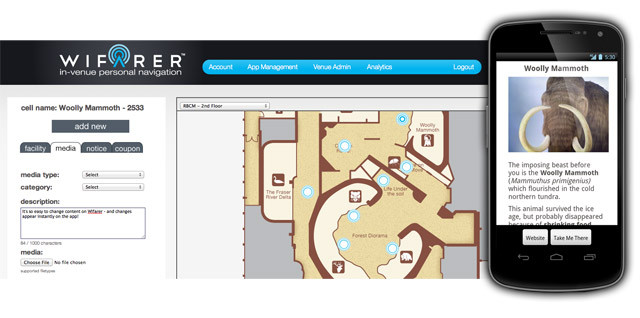 WIFARER™
in-venue personal navigation
Account App Management Venue Admin Analytics Logout
cell name: Woolly Mammoth - 2533
add new
facility media notice coupon
media type: Select
category: Select
description:
It's so easy to change content on Wifarer - and changes
appear instantly on the app!
84 / 1000 characters
media:
Choose File No file chosen
supported filetypes
RBCM - 2nd Floor
Woolly
Mammoth
The Fraser
River Delta
Life Under
the soil
Forest Diorama
5:30
Woolly Mammoth
The imposing beast before
you is the Woolly Mammoth
(Mammuthus primigenius)
which flourished in the cold
northern tundra.
This animal survived the ice
age, but probably disappeared
because of shrinking food
Website Take Me There